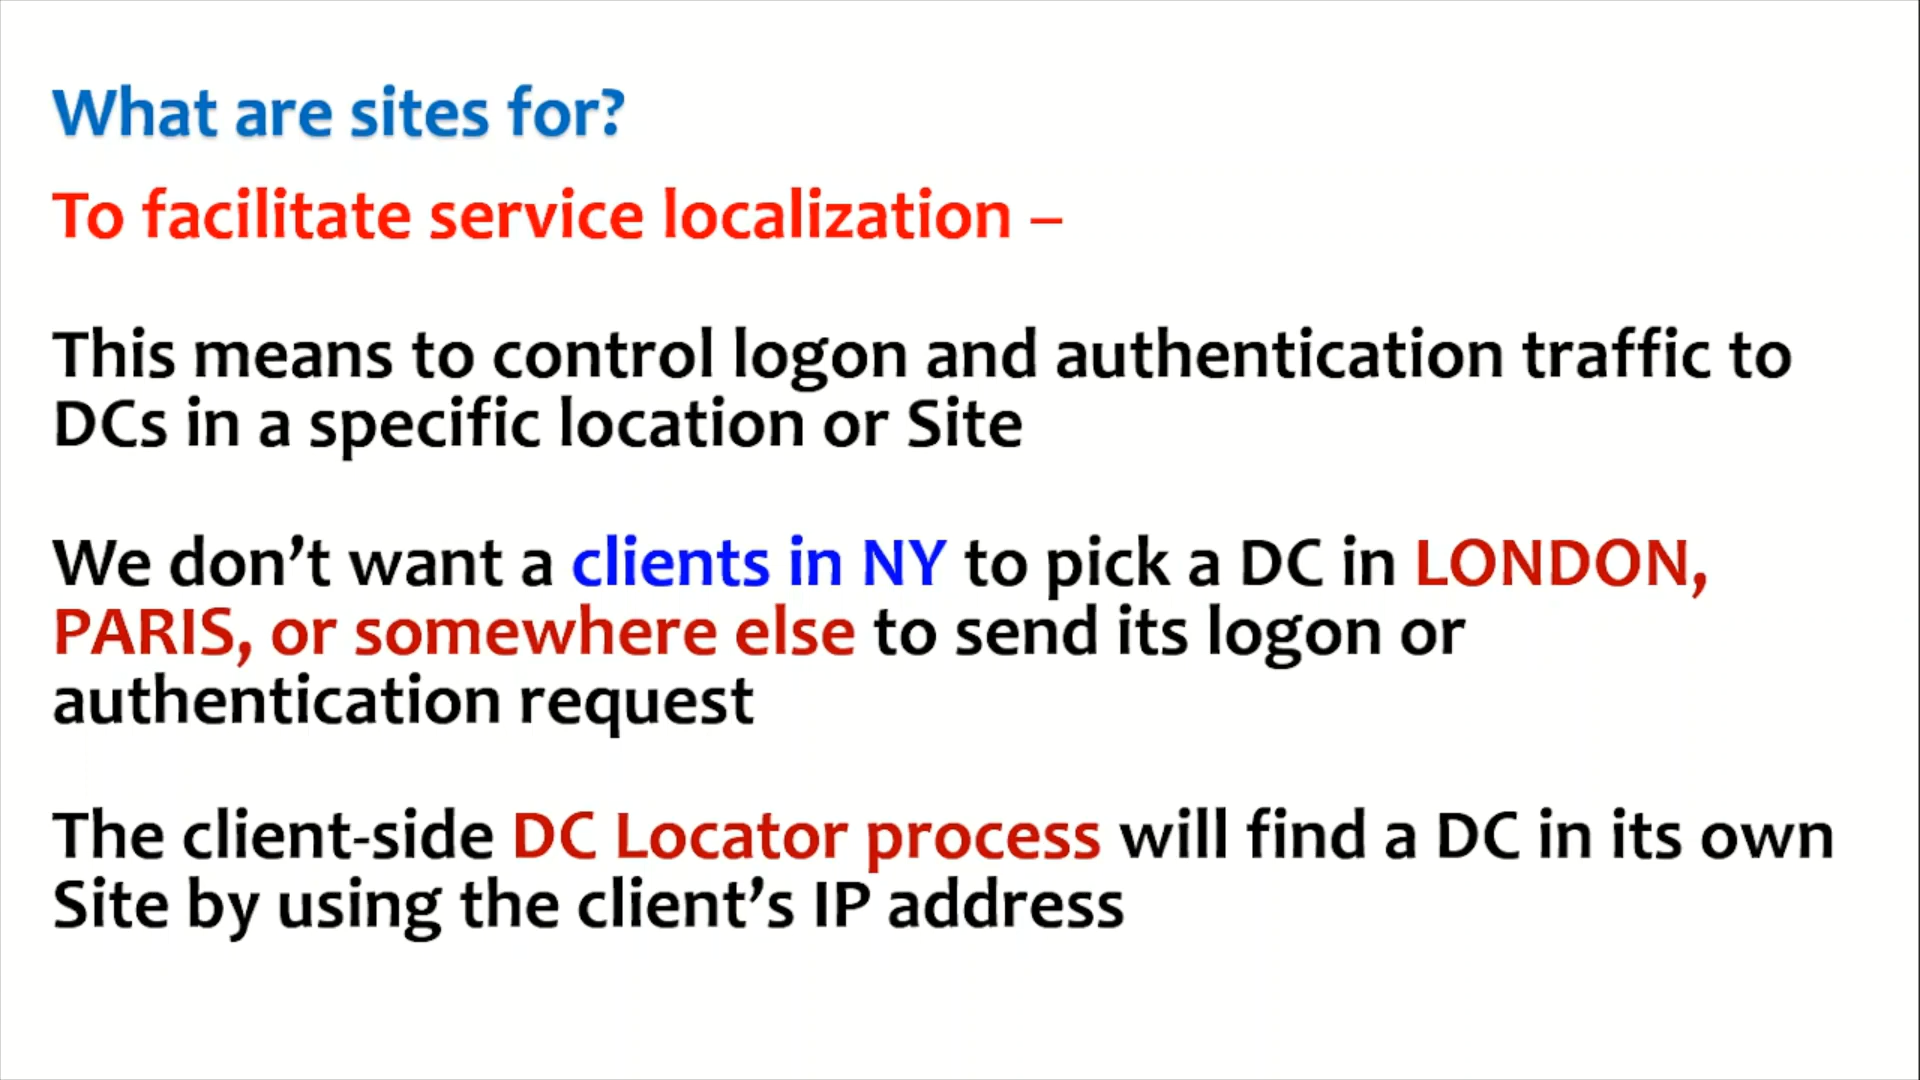 What are sites for?
To facilitate service localization –
This means to control logon and authentication traffic to
DCs in a specific location or Site
We don’t want a clients in NY to pick a DC in LONDON,
PARIS, or somewhere else to send its logon or
authentication request
The client-side DC Locator process will find a DC in its own
Site by using the client’s IP address